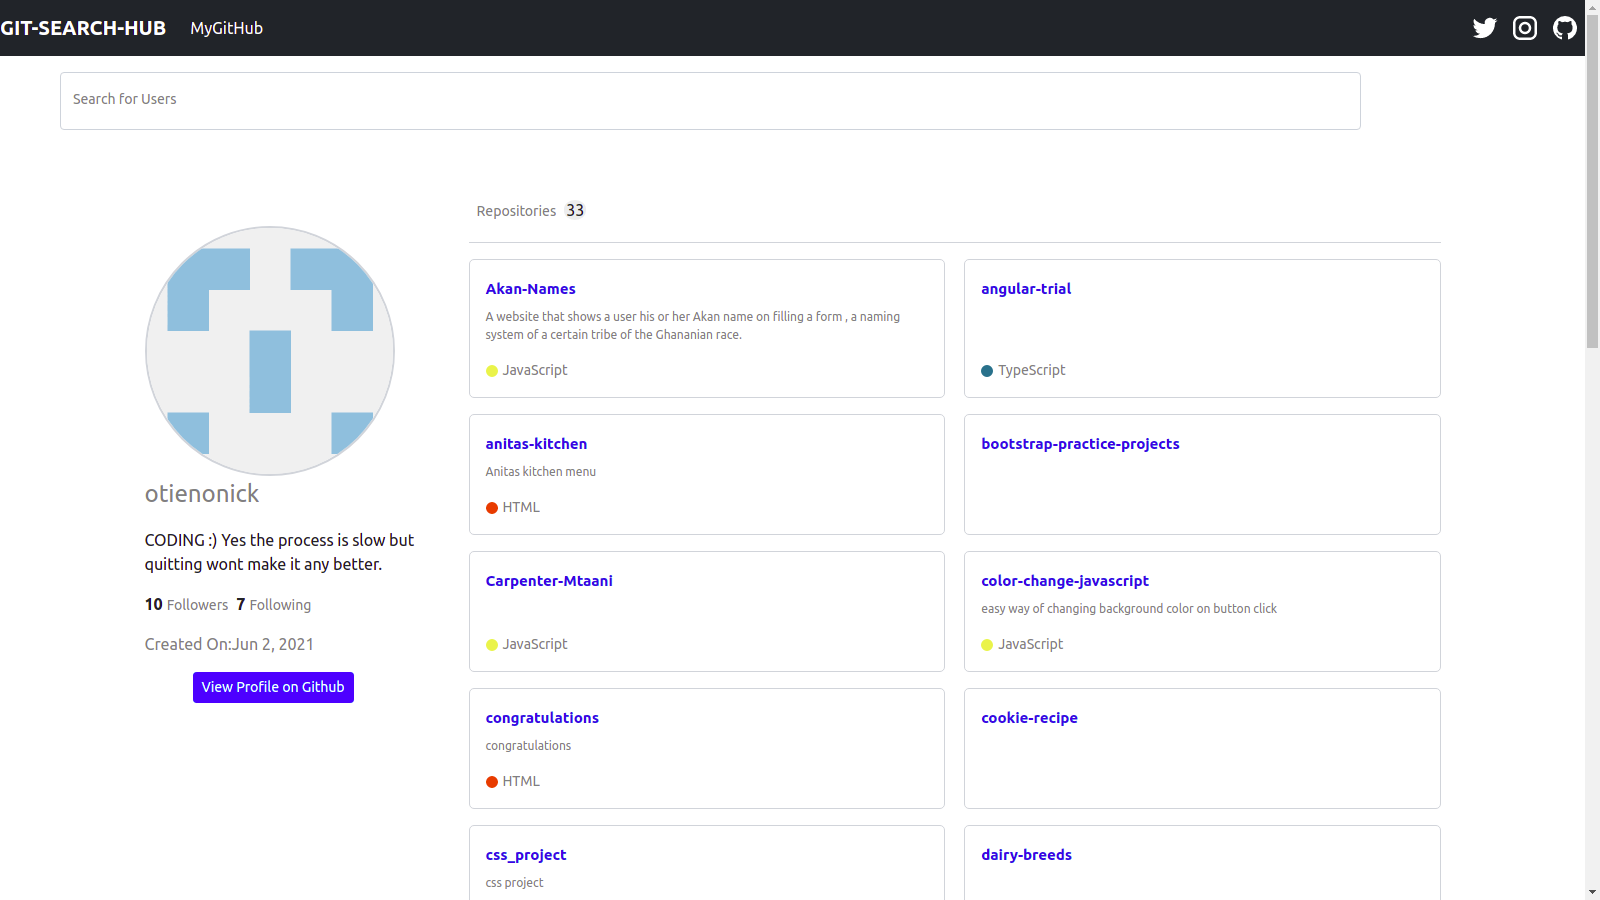 GIT-SEARCH-HUB MyGitHub
Search for Users
Repositories 33
otienonick
CODING :) Yes the process is slow but
quitting wont make it any better.
10 Followers 7 Following
Created On:Jun 2, 2021
View Profile on Github
Akan-Names
A website that shows a user his or her Akan name on filling a form , a naming
system of a certain tribe of the Ghananian race.
JavaScript
angular-trial
TypeScript
anitas-kitchen
Anitas kitchen menu
HTML
bootstrap-practice-projects
Carpenter-Mtaani
JavaScript
color-change-javascript
easy way of changing background color on button click
JavaScript
congratulations
congratulations
HTML
cookie-recipe
css_project
css project
dairy-breeds